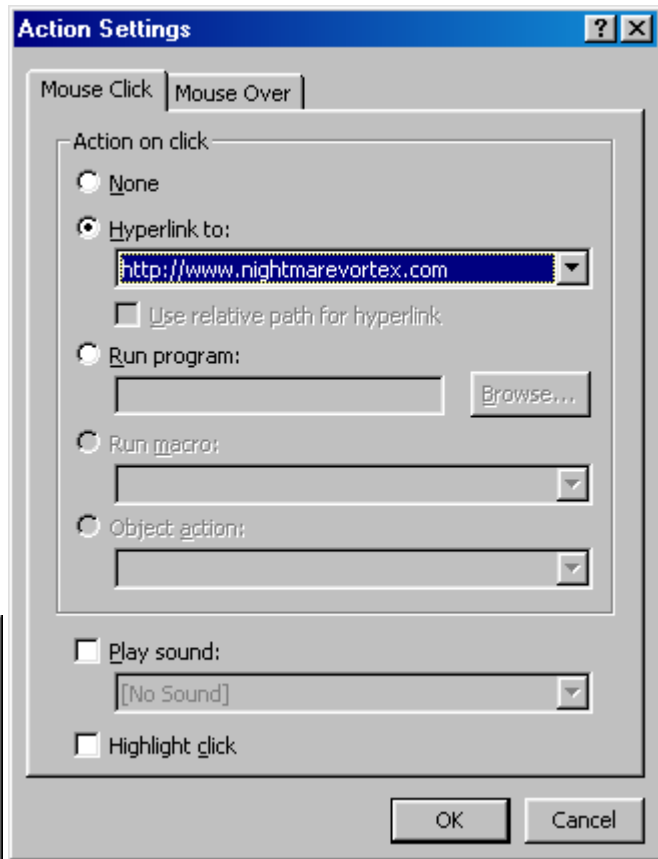 Action Settings
Mouse Click Mouse Over
Action on click
None
Hyperlink to:
http://www.nightmarevortex.com
Use relative path for hyperlink
Run program:
Browse...
Run macro:
Object action:
Play sound:
[No Sound]
Highlight click
OK Cancel